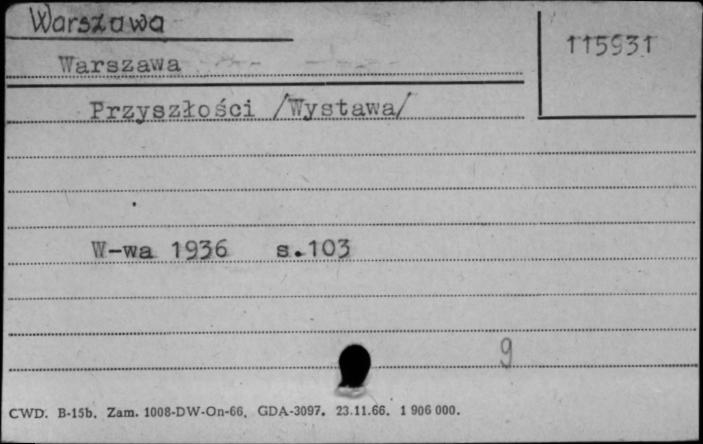 Warszawa
115931
Warszawa
Przyszłości /Wystawa/
W-wa 1936 s.103
9
CWD. B-15b. Zam. 1008-DW-On-66. GDA-3097. 23.11.66. 1 906 000.